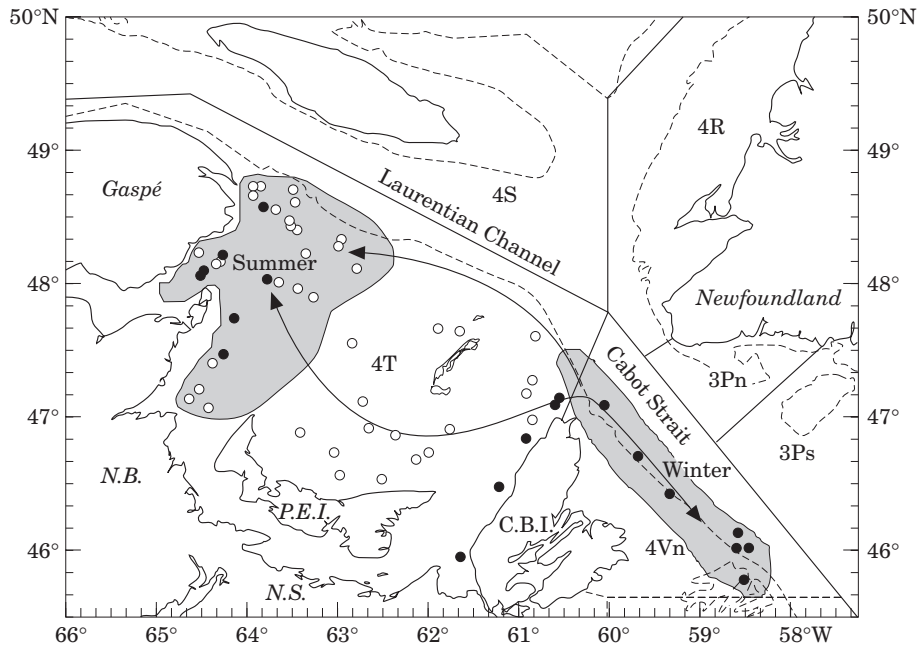 50°N
50°N
4R
49°
49°
Gaspé
Laurentian Channel
4S
Summer
48°
48°
Newfoundland
4T
Cabot Strait
3Pn
47°
47°
3Ps
N.B.
Winter
P.E.I.
C.B.I.
46°
4Vn
46°
N.S.
66°
65°
64°
63°
62°
61°
60°
59°
58°W